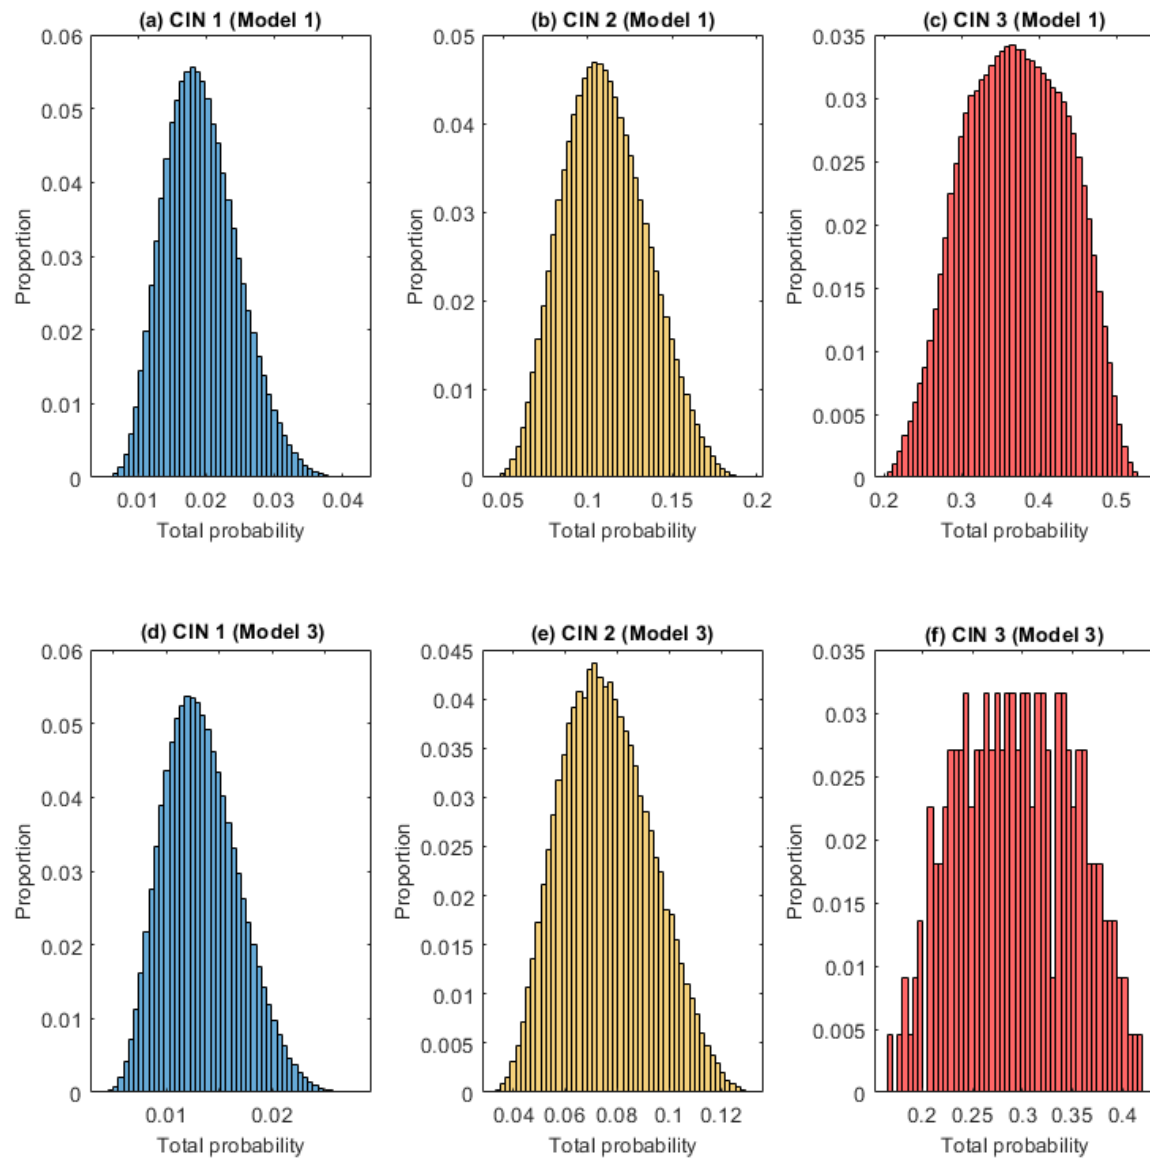 (a) CIN 1 (Model 1)
0.06
0.05
0.04
0.03
0.02
0.01
0
Proportion
0.01 0.02 0.03 0.04
Total probability
(b) CIN 2 (Model 1)
0.05
0.04
0.03
0.02
0.01
0
Proportion
0.05 0.1 0.15 0.2
Total probability
(c) CIN 3 (Model 1)
0.035
0.03
0.025
0.02
0.015
0.01
0.005
0
Proportion
0.2 0.3 0.4 0.5
Total probability
(d) CIN 1 (Model 3)
0.06
0.05
0.04
0.03
0.02
0.01
0
Proportion
0.01 0.02
Total probability
(e) CIN 2 (Model 3)
0.045
0.04
0.035
0.03
0.025
0.02
0.015
0.01
0.005
0
Proportion
0.04 0.06 0.08 0.1 0.12
Total probability
(f) CIN 3 (Model 3)
0.035
0.03
0.025
0.02
0.015
0.01
0.005
0
Proportion
0.2 0.25 0.3 0.35 0.4
Total probability